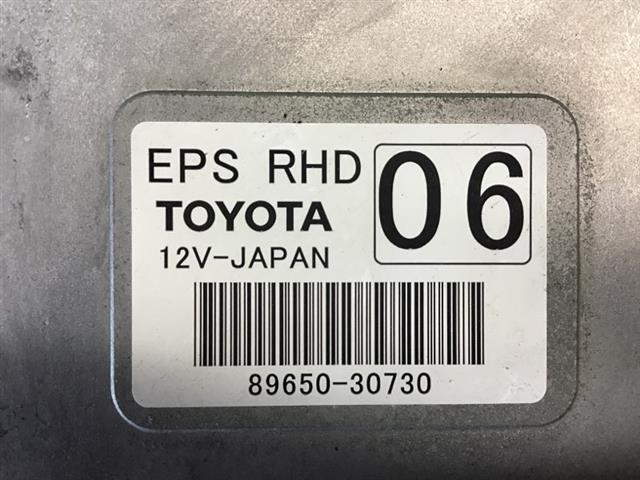 EPS RHD 06
TOYOTA
12V-JAPAN
89650-30730